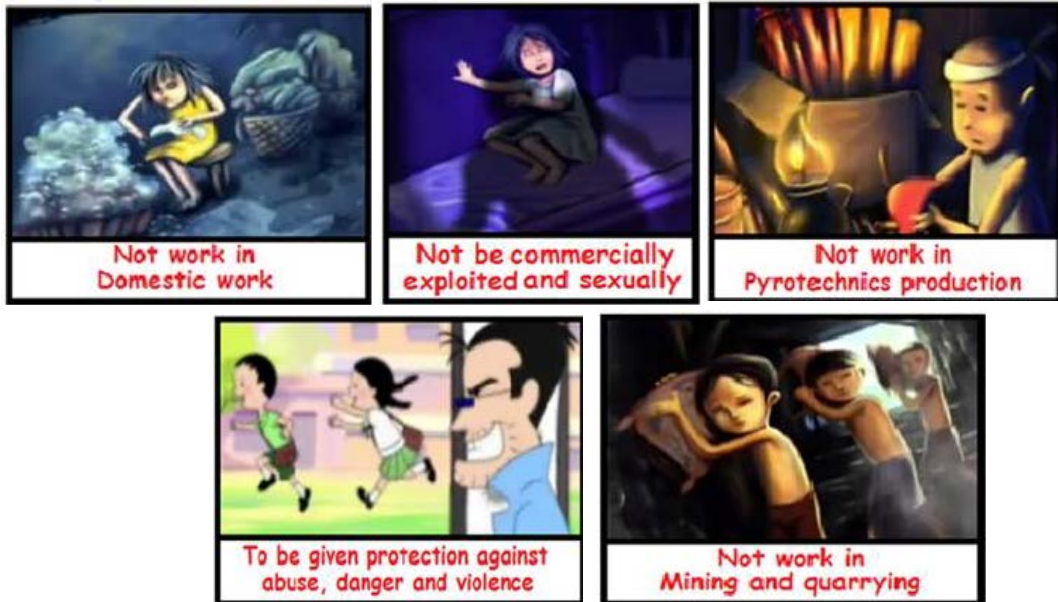 Not work in
Domestic work
Not be commercially
exploited and sexually
Not work in
Pyrotechnics production
To be given protection against
abuse, danger and violence
Not work in
Mining and quarrying